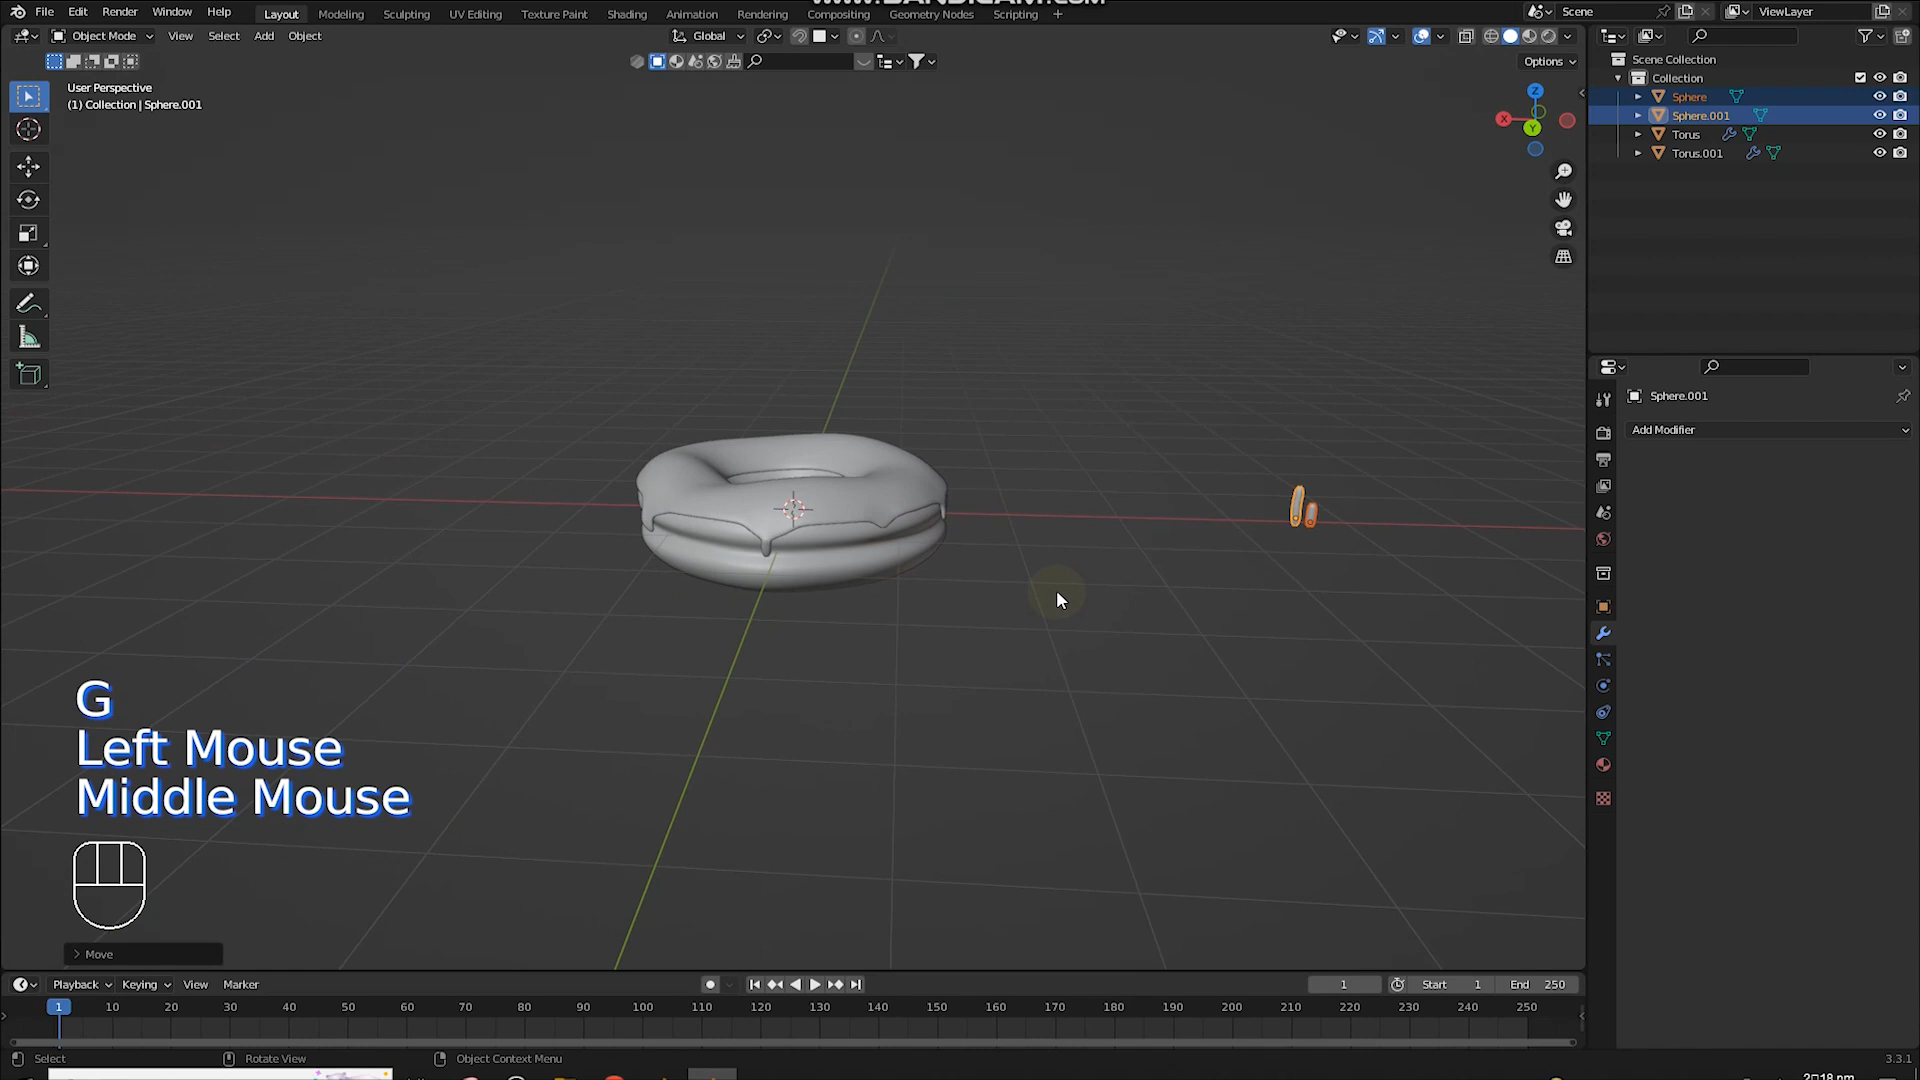 www.BANDICAM.com
File Edit Render Window Help Layout Modeling Sculpting UV Editing Texture Paint Shading Animation Rendering Compositing Geometry Nodes Scripting + Scene ViewLayer
Object Mode View Select Add Object Global
Options
User Perspective
(1) Collection | Sphere.001
Z
X
Y
Scene Collection
Collection
Sphere
Sphere.001
Torus
Torus.001
Sphere.001
Add Modifier
G
Left Mouse
Middle Mouse
Move
Playback Keying View Marker 1 Start 1 End 250
1 10 20 30 40 50 60 70 80 90 100 110 120 130 140 150 160 170 180 190 200 210 220 230 240 250
Select Rotate View Object Context Menu 3.3.1